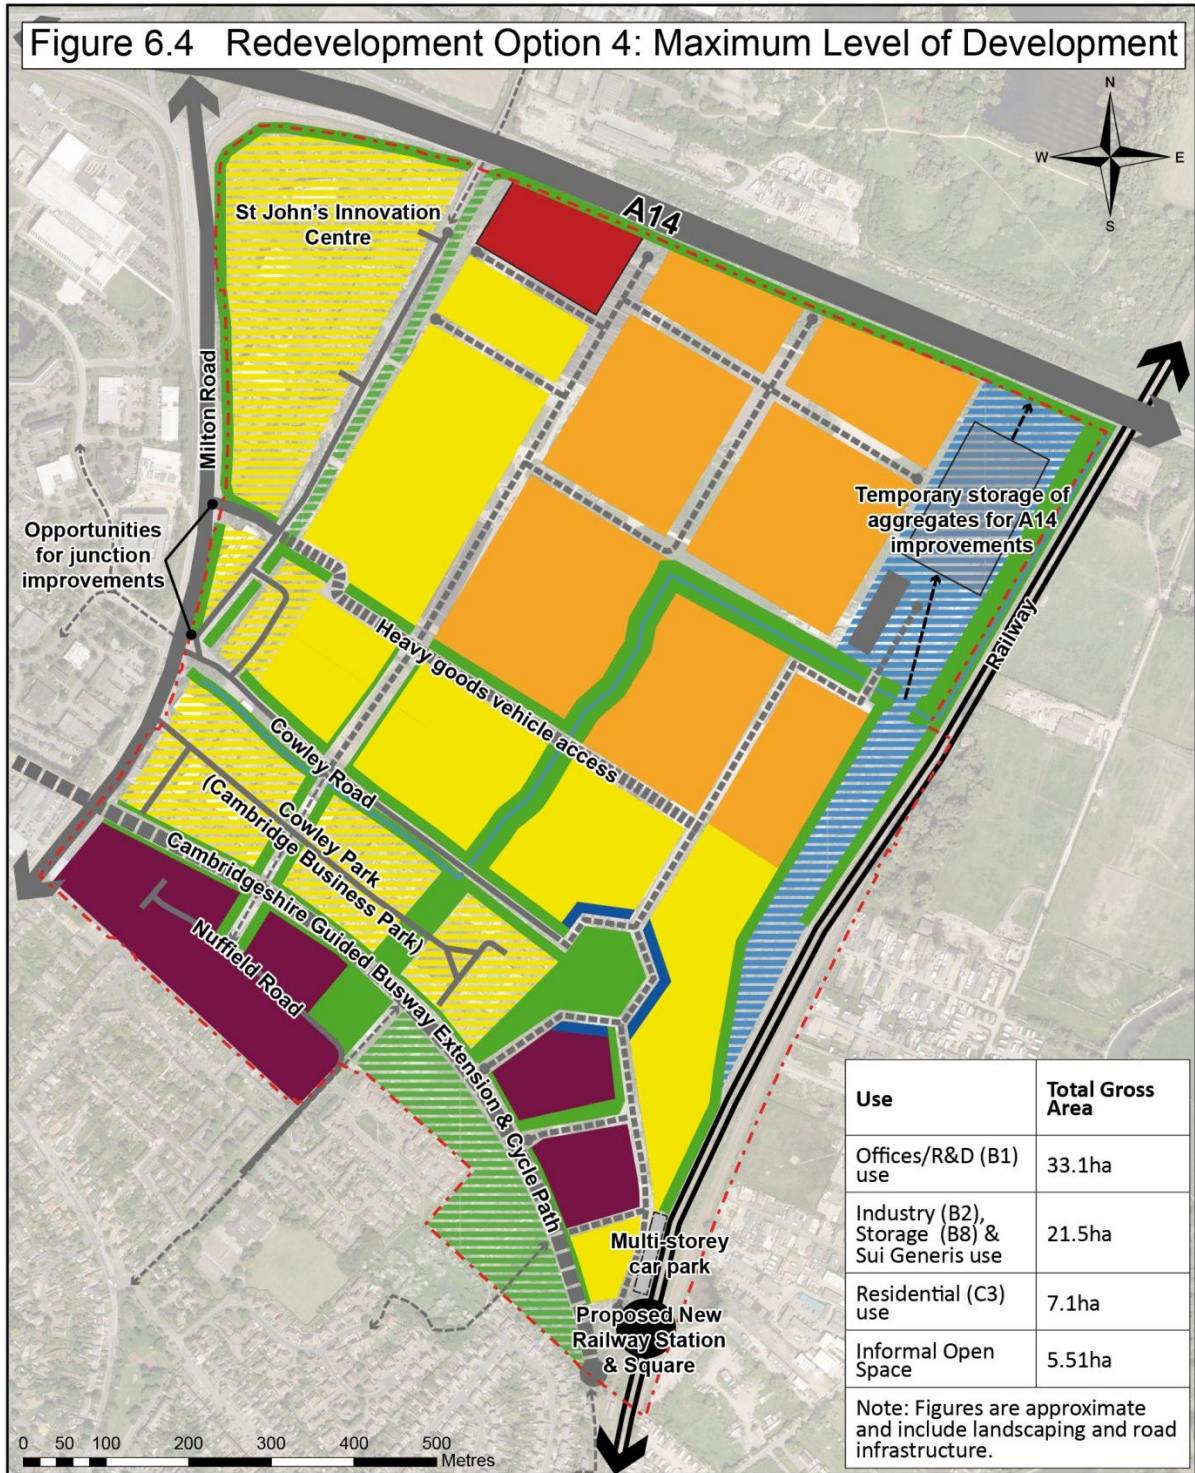 Figure 6.4 Redevelopment Option 4: Maximum Level of Development
N
W
E
S
A14
St John's Innovation
Centre
Milton Road
Opportunities
for junction
improvements
Temporary storage of
aggregates for A14
improvements
Railway
Heavy goods vehicle access
Cowley Road
Cowley Park
(Cambridge Business Park)
Cambridgeshire Guided Busway Extension & Cycle Path
Nuffield Road
Multi-storey
car park
Proposed New
Railway Station
& Square
Use
Total Gross
Area
Offices/R&D (B1)
use
33.1ha
Industry (B2),
Storage (B8) &
Sui Generis use
21.5ha
Residential (C3)
use
7.1ha
Informal Open
Space
5.51ha
Note: Figures are approximate
and include landscaping and road
infrastructure.
0 50 100 200 300 400 500
Metres